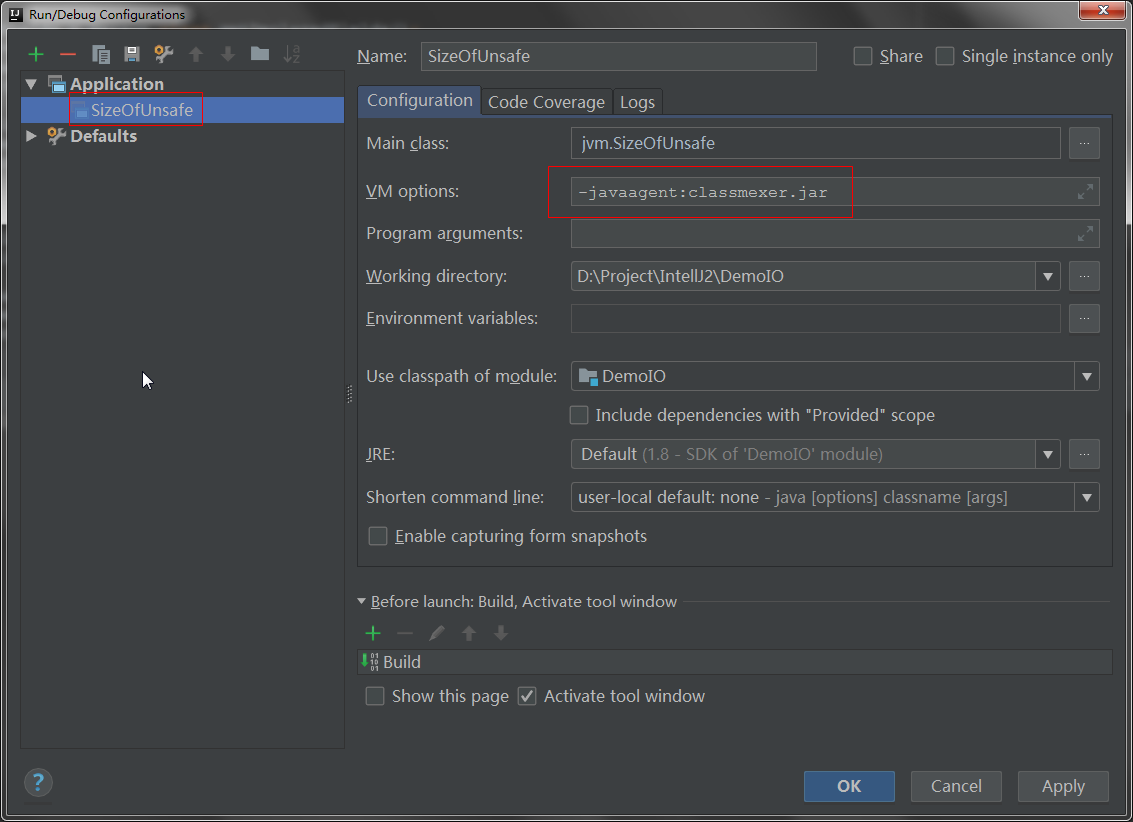 Run/Debug Configurations
Name: SizeOfUnsafe Share Single instance only
Application
SizeOfUnsafe
Defaults
Configuration Code Coverage Logs
Main class: jvm.SizeOfUnsafe ...
VM options: -javaagent:classmexer.jar
Program arguments:
Working directory: D:\Project\IntellJ2\DemoIO ...
Environment variables: ...
Use classpath of module: DemoIO
Include dependencies with "Provided" scope
JRE: Default (1.8 - SDK of 'DemoIO' module) ...
Shorten command line: user-local default: none - java [options] classname [args]
Enable capturing form snapshots
Before launch: Build, Activate tool window
Build
Show this page Activate tool window
? OK Cancel Apply